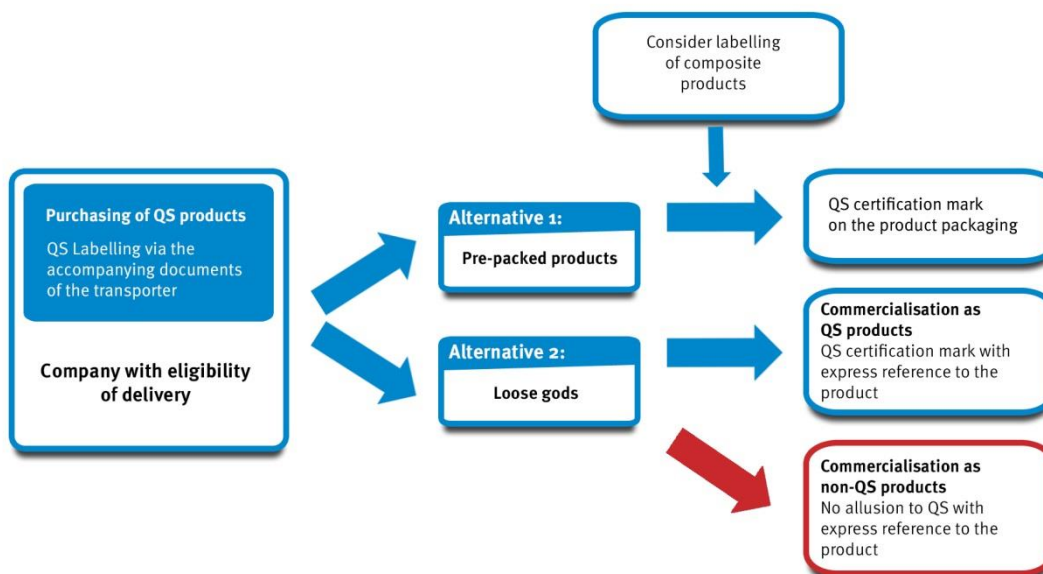 Consider labelling
of composite
products
Purchasing of QS products
QS Labelling via the
accompanying documents
of the transporter
Company with eligibility
of delivery
Alternative 1:
Pre-packed products
QS certification mark
on the product packaging
Alternative 2:
Loose gods
Commercialisation as
QS products
QS certification mark with
express reference to the
product
Commercialisation as
non-QS products
No allusion to QS with
express reference to the
product